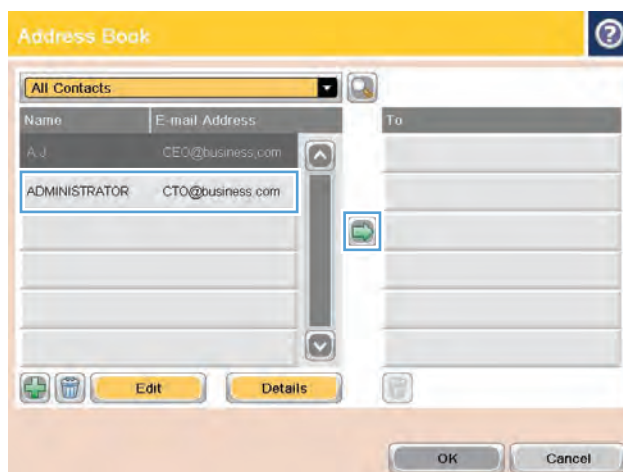 Address Book
?
All Contacts
Name E-mail Address To
A.J CEO@business.com
ADMINISTRATOR CTO@business.com
Edit Details
OK Cancel